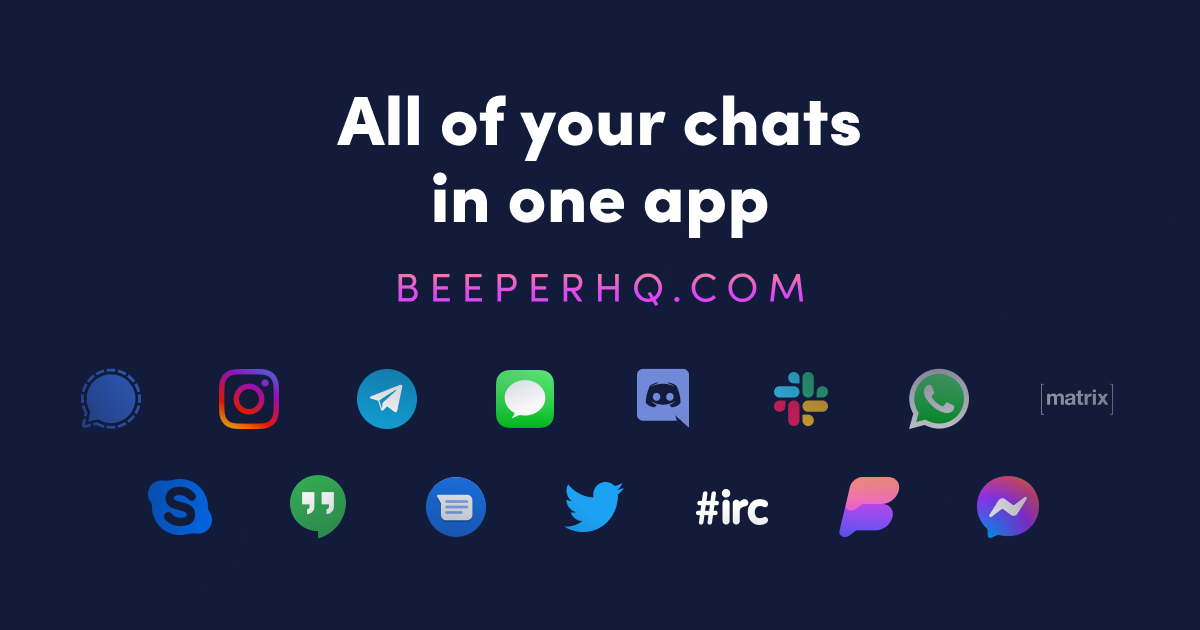 All of your chats
in one app
BEEPERHQ.COM
[matrix]
#irc